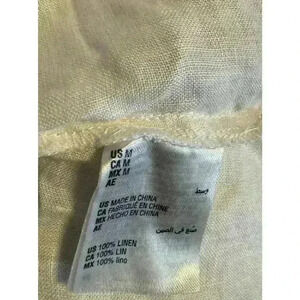 US M
CA M
MX M
AE وسط
US MADE IN CHINA
CA FABRIQUÉ EN CHINE
MX HECHO EN CHINA
AE صنع في الصين
US 100% LINEN
CA 100% LIN
MX 100% lino